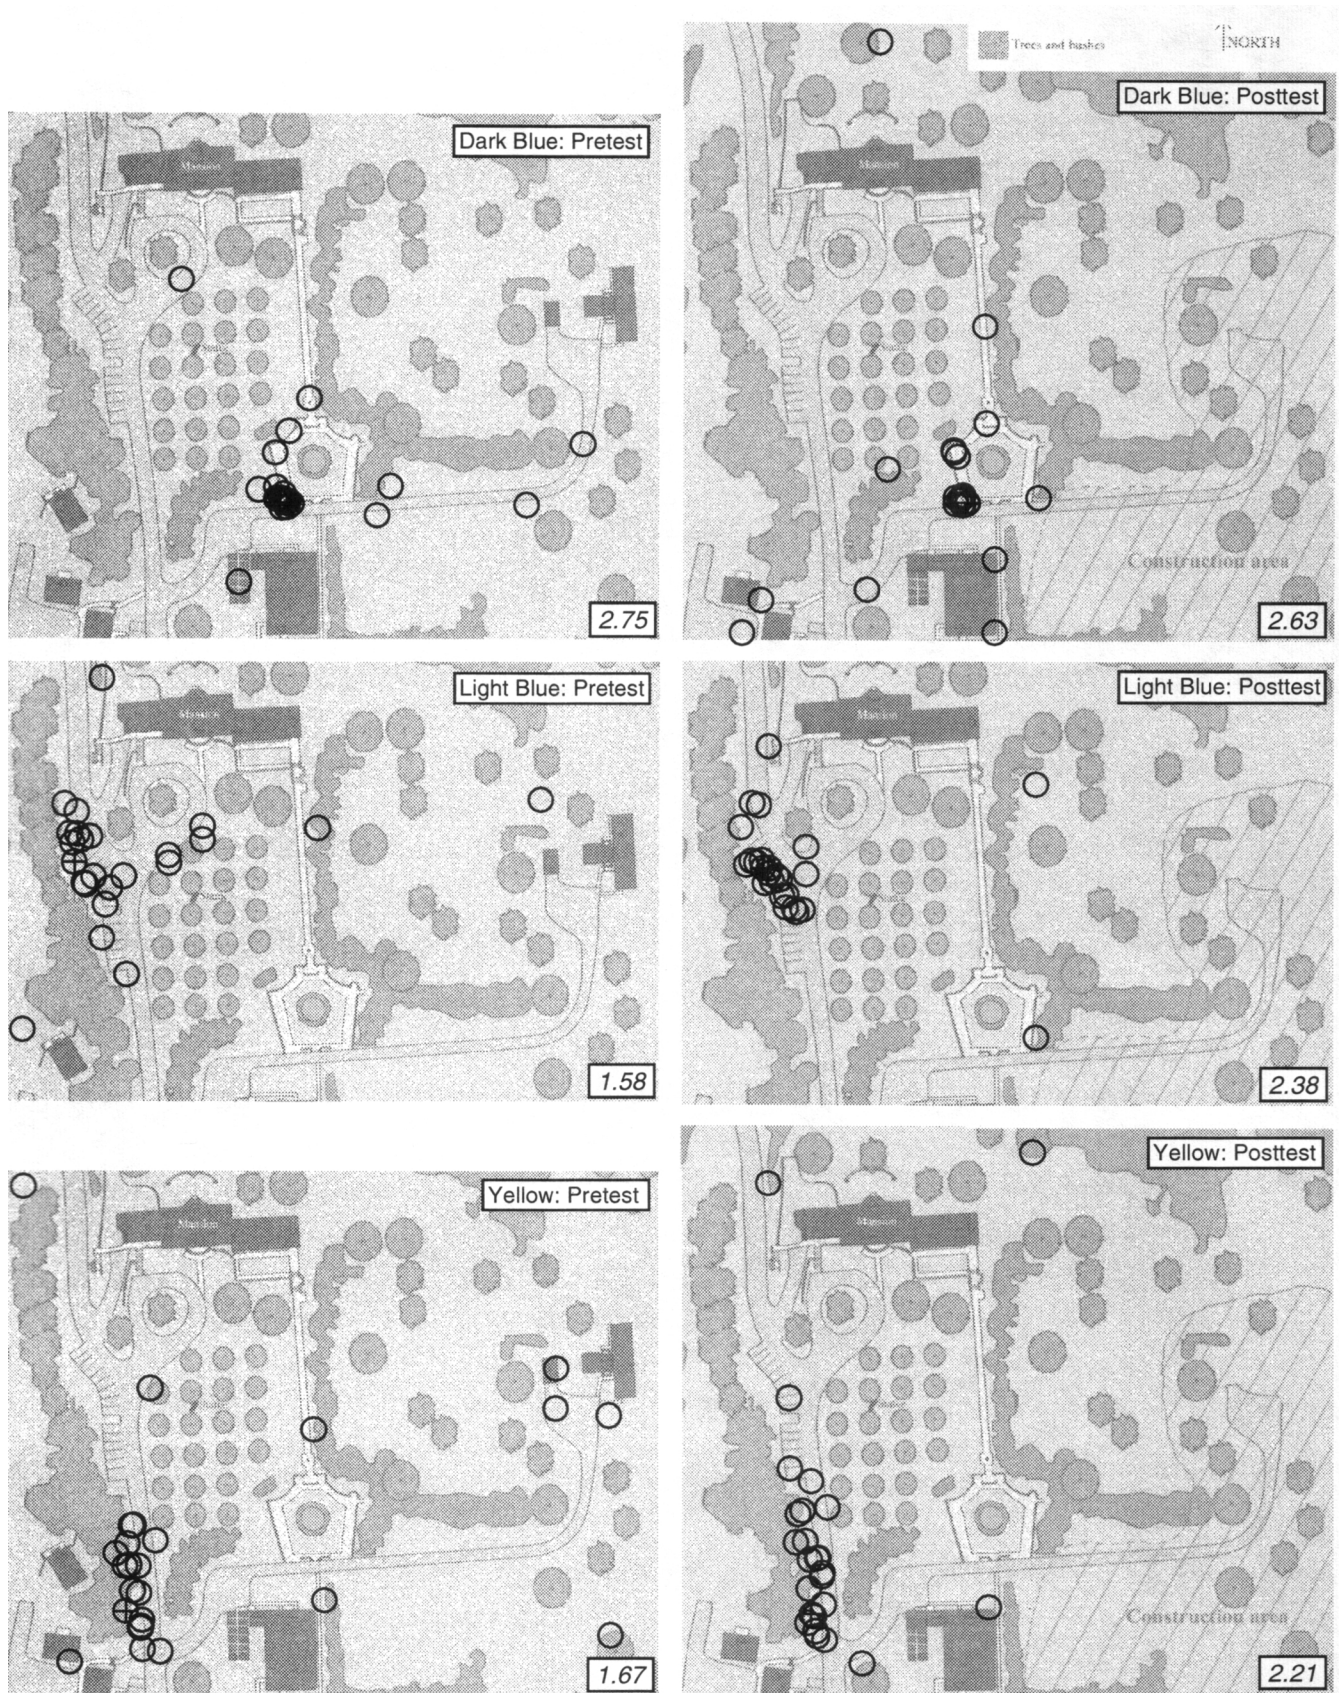 Trees and bushes
NORTH
Dark Blue: Pretest
Mansion
2.75
Dark Blue: Posttest
Mansion
Construction area
2.63
Light Blue: Pretest
Mansion
1.58
Light Blue: Posttest
Mansion
2.38
Yellow: Pretest
Mansion
1.67
Yellow: Posttest
Mansion
Construction area
2.21